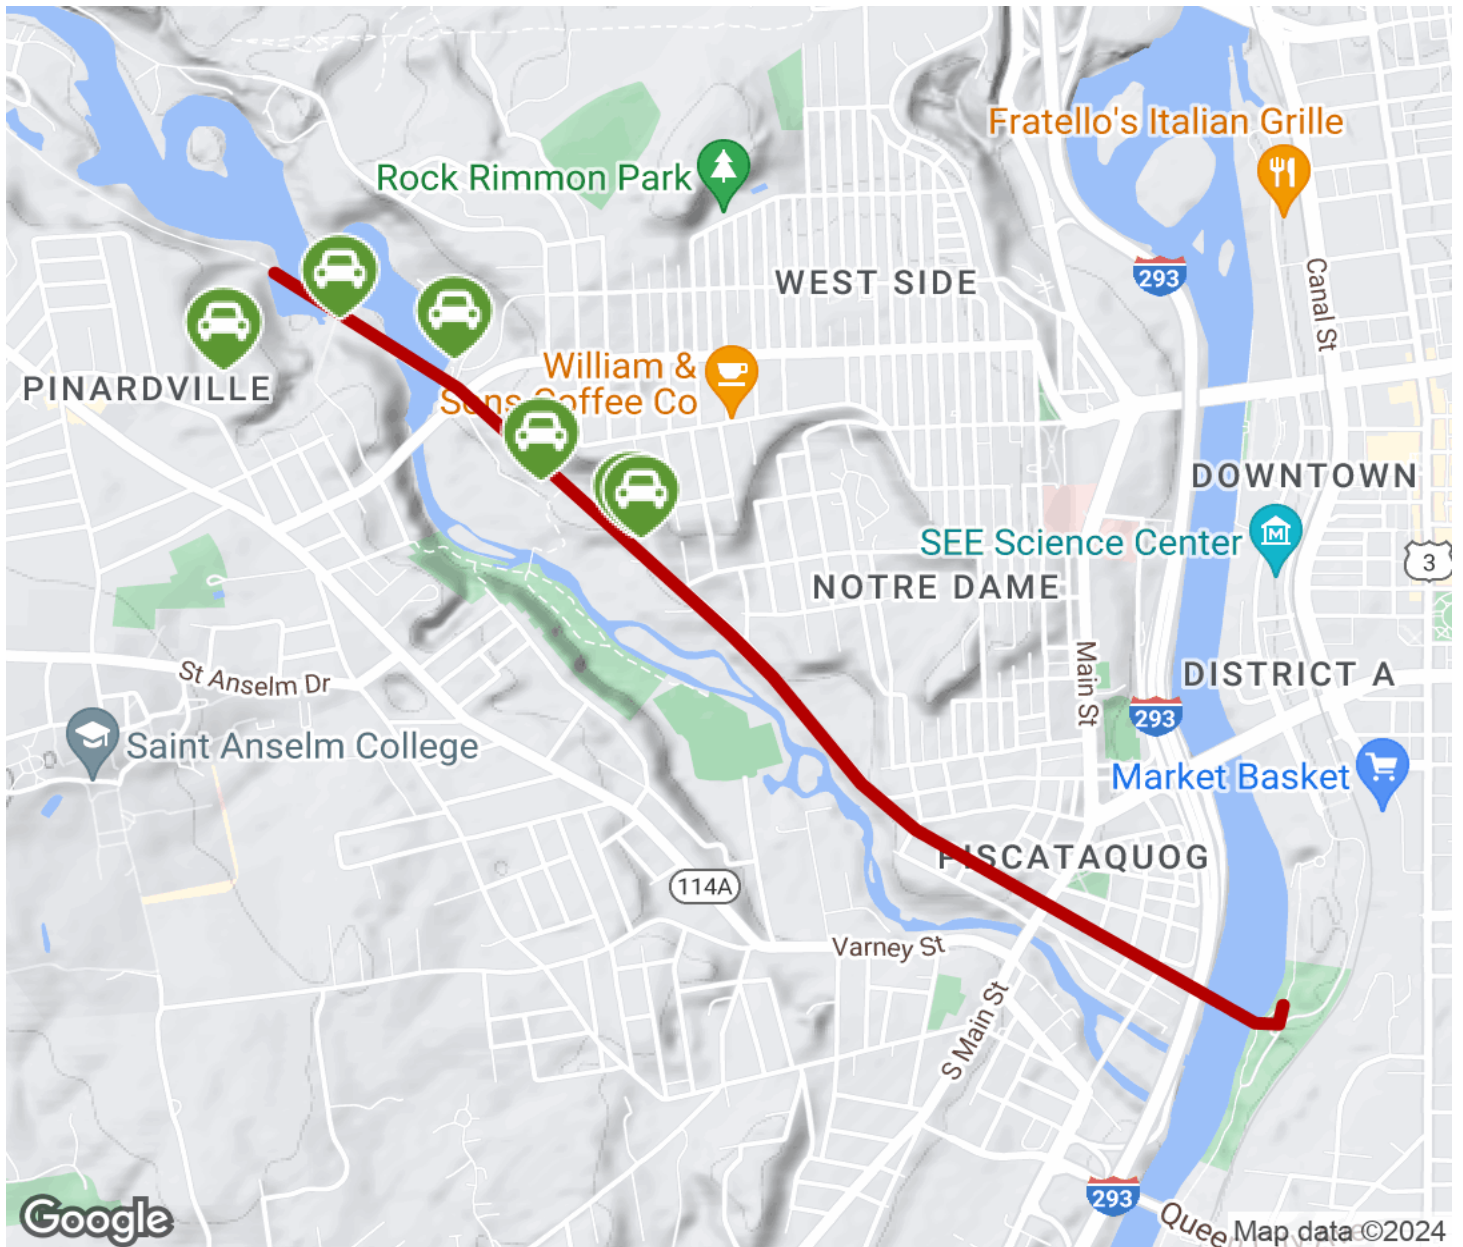 Fratello's Italian Grille
Rock Rimmon Park
WEST SIDE
293
Canal St
William &
Sons Coffee Co
PINARDVILLE
DOWNTOWN
SEE Science Center
M
3
NOTRE DAME
Main St
St Anselm Dr
DISTRICT A
293
Saint Anselm College
Market Basket
PISCATAQUOG
114A
Varney St
S Main St
293
Google
Map data ©2024